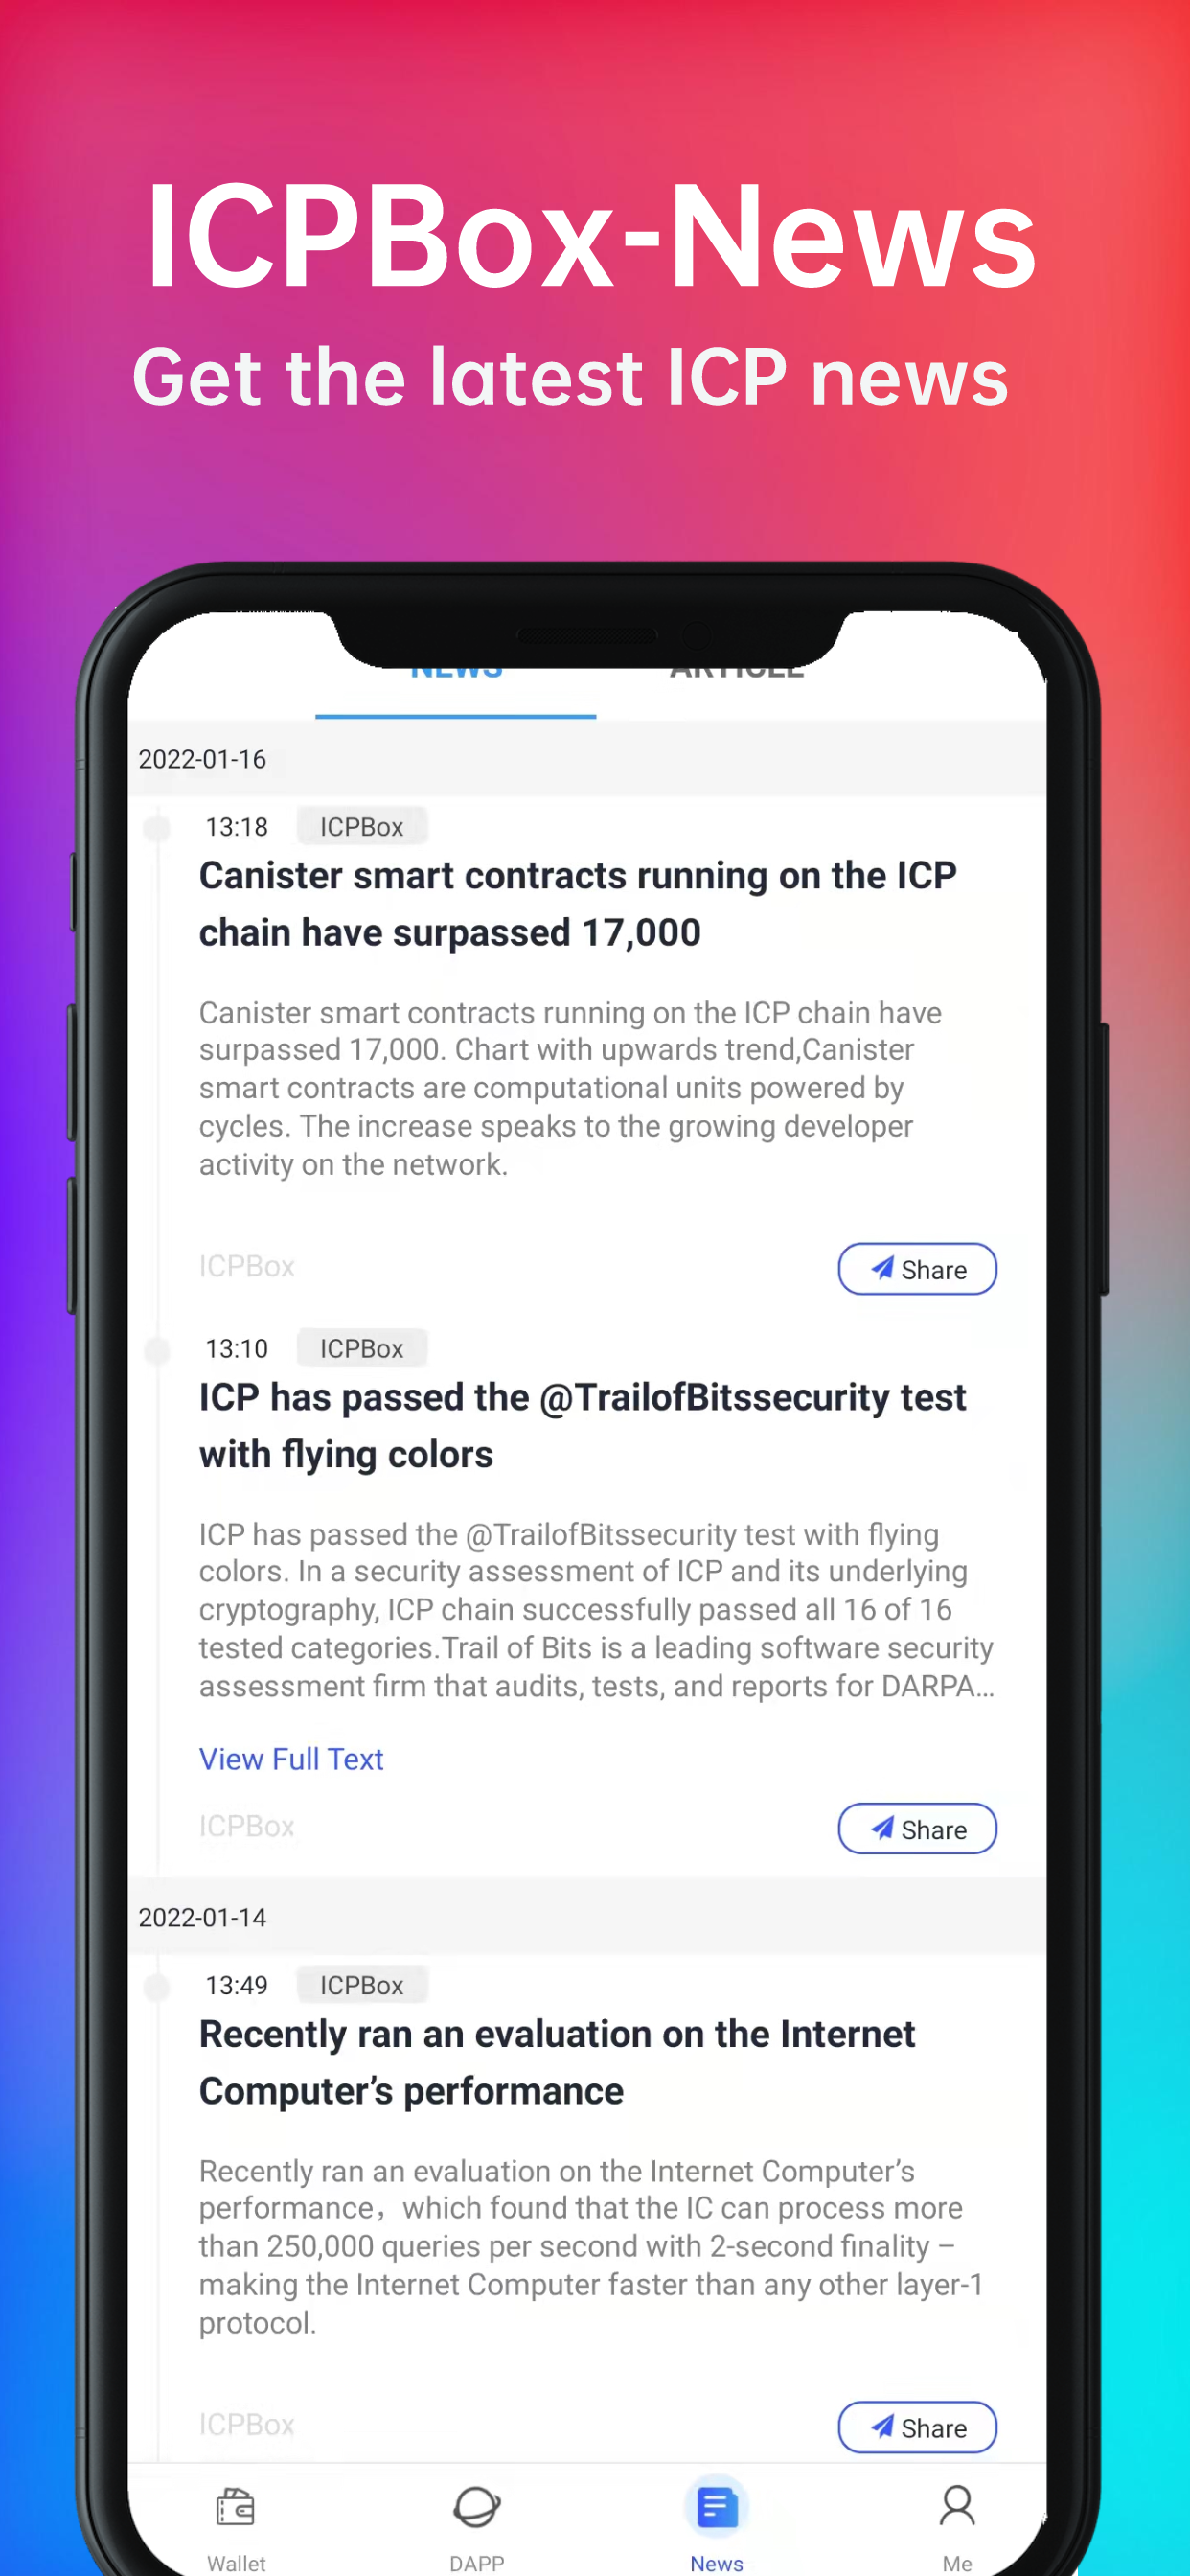 ICPBox-News
Get the latest ICP news
NEWS ARTICLE
2022-01-16
13:18 ICPBox
Canister smart contracts running on the ICP
chain have surpassed 17,000
Canister smart contracts running on the ICP chain have
surpassed 17,000. Chart with upwards trend,Canister
smart contracts are computational units powered by
cycles. The increase speaks to the growing developer
activity on the network.
ICPBox Share
13:10 ICPBox
ICP has passed the @TrailofBitssecurity test
with flying colors
ICP has passed the @TrailofBitssecurity test with flying
colors. In a security assessment of ICP and its underlying
cryptography, ICP chain successfully passed all 16 of 16
tested categories.Trail of Bits is a leading software security
assessment firm that audits, tests, and reports for DARPA…
View Full Text
ICPBox Share
2022-01-14
13:49 ICPBox
Recently ran an evaluation on the Internet
Computer’s performance
Recently ran an evaluation on the Internet Computer’s
performance，which found that the IC can process more
than 250,000 queries per second with 2-second finality –
making the Internet Computer faster than any other layer-1
protocol.
ICPBox Share
Wallet DAPP News Me